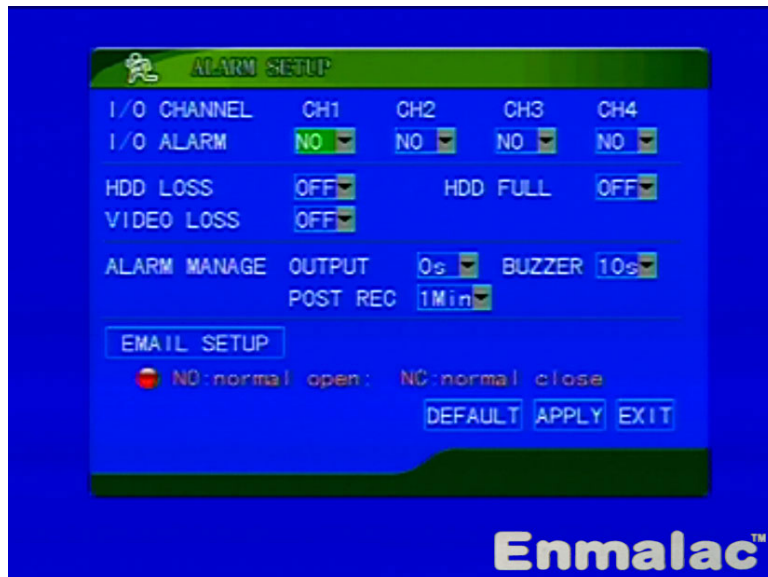 ALARM SETUP
I/O CHANNEL CH1 CH2 CH3 CH4
I/O ALARM NO NO NO NO
HDD LOSS OFF HDD FULL OFF
VIDEO LOSS OFF
ALARM MANAGE OUTPUT 0s BUZZER 10s
POST REC 1Min
EMAIL SETUP
NO:normal open: NC:normal close
DEFAULT APPLY EXIT
Enmalac™